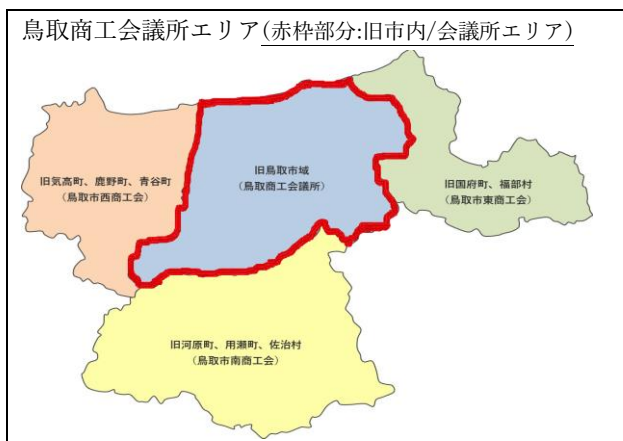 鳥取商工会議所エリア(赤枠部分:旧市内/会議所エリア)
旧気高町、鹿野町、青谷町
(鳥取市西商工会)
旧鳥取市域
(鳥取商工会議所)
旧国府町、福部村
(鳥取市東商工会)
旧河原町、用瀬町、佐治村
(鳥取市南商工会)